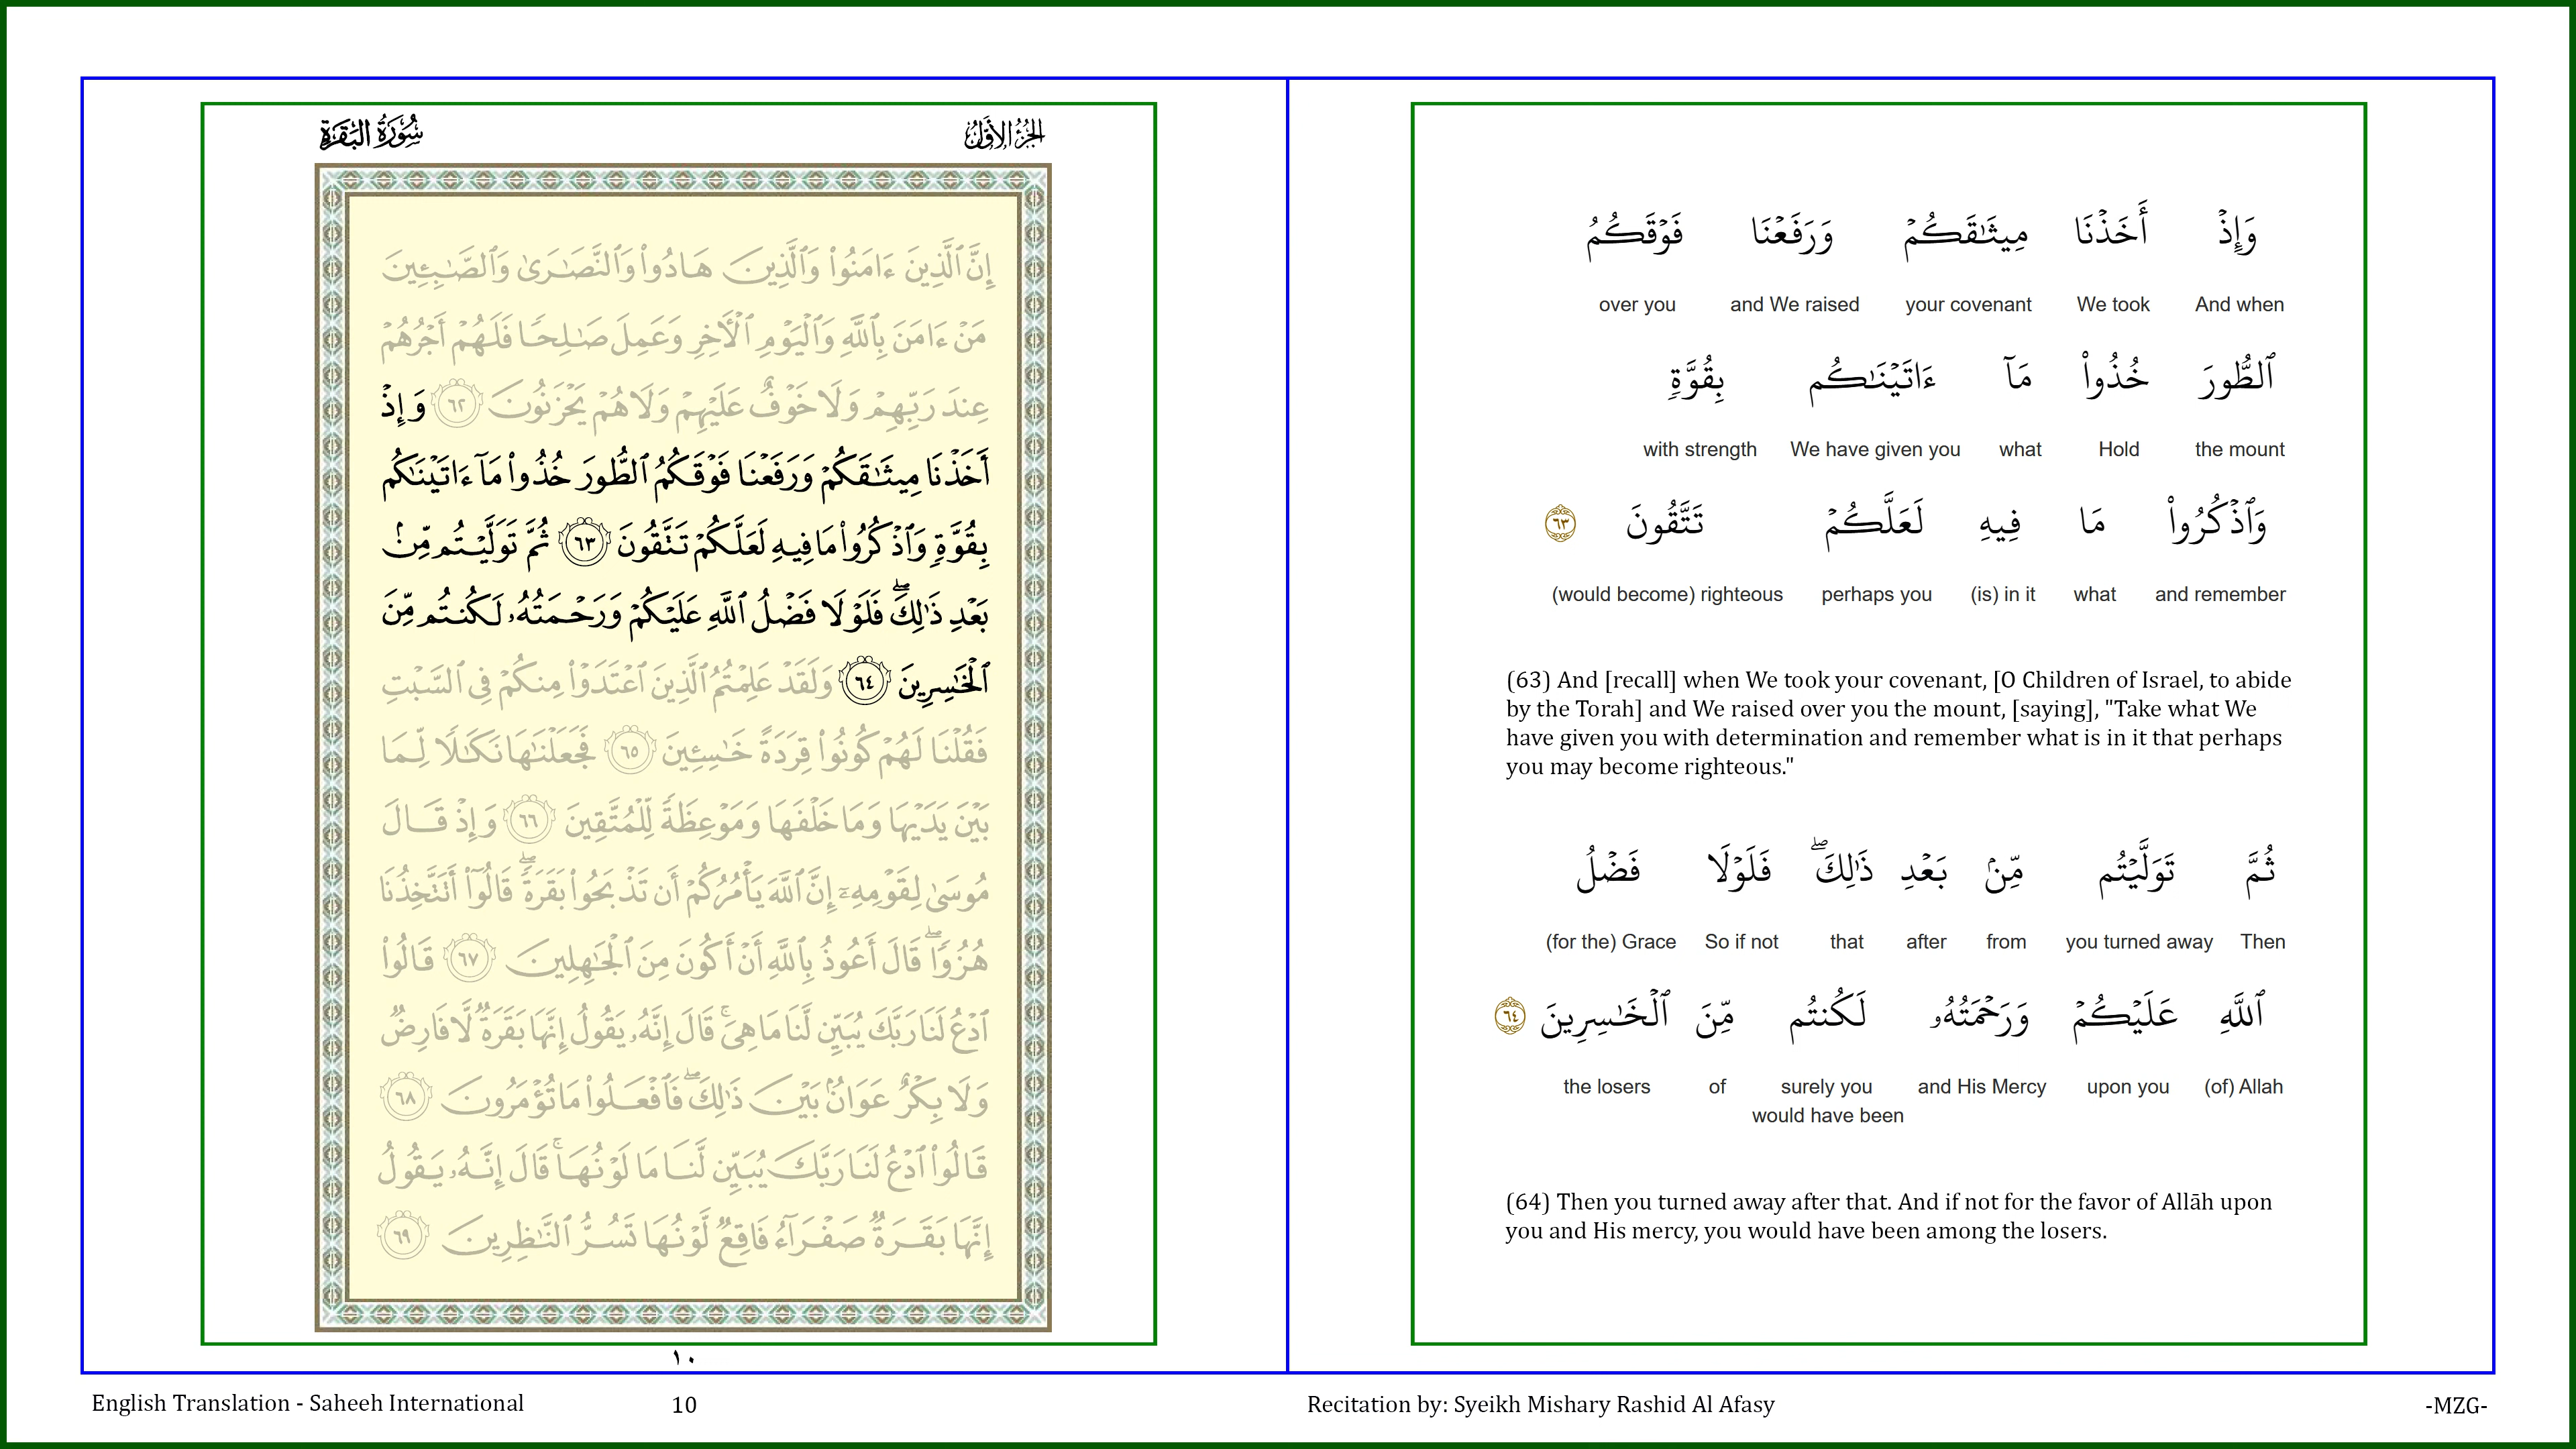 سُورَةُ البَقَرَةِ
الجُزْءُ الأَوَّلُ
إِنَّ ٱلَّذِينَ ءَامَنُوا۟ وَٱلَّذِينَ هَادُوا۟ وَٱلنَّصَـٰرَىٰ وَٱلصَّـٰبِـِٔينَ
مَنْ ءَامَنَ بِٱللَّهِ وَٱلْيَوْمِ ٱلْـَٔاخِرِ وَعَمِلَ صَـٰلِحًا فَلَهُمْ أَجْرُهُمْ
عِندَ رَبِّهِمْ وَلَا خَوْفٌ عَلَيْهِمْ وَلَا هُمْ يَحْزَنُونَ ٦٢ وَإِذْ
أَخَذْنَا مِيثَـٰقَكُمْ وَرَفَعْنَا فَوْقَكُمُ ٱلطُّورَ خُذُوا۟ مَآ ءَاتَيْنَـٰكُم
بِقُوَّةٍ وَٱذْكُرُوا۟ مَا فِيهِ لَعَلَّكُمْ تَتَّقُونَ ٦٣ ثُمَّ تَوَلَّيْتُم مِّنۢ
بَعْدِ ذَٰلِكَ ۖ فَلَوْلَا فَضْلُ ٱللَّهِ عَلَيْكُمْ وَرَحْمَتُهُۥ لَكُنتُم مِّنَ
ٱلْخَـٰسِرِينَ ٦٤ وَلَقَدْ عَلِمْتُمُ ٱلَّذِينَ ٱعْتَدَوْا۟ مِنكُمْ فِى ٱلسَّبْتِ
فَقُلْنَا لَهُمْ كُونُوا۟ قِرَدَةً خَـٰسِـِٔينَ ٦٥ فَجَعَلْنَـٰهَا نَكَـٰلًا لِّمَا
بَيْنَ يَدَيْهَا وَمَا خَلْفَهَا وَمَوْعِظَةً لِّلْمُتَّقِينَ ٦٦ وَإِذْ قَالَ
مُوسَىٰ لِقَوْمِهِۦٓ إِنَّ ٱللَّهَ يَأْمُرُكُمْ أَن تَذْبَحُوا۟ بَقَرَةً ۖ قَالُوٓا۟ أَتَتَّخِذُنَا
هُزُوًا ۖ قَالَ أَعُوذُ بِٱللَّهِ أَنْ أَكُونَ مِنَ ٱلْجَـٰهِلِينَ ٦٧ قَالُوا۟
ٱدْعُ لَنَا رَبَّكَ يُبَيِّن لَّنَا مَا هِىَ ۚ قَالَ إِنَّهُۥ يَقُولُ إِنَّهَا بَقَرَةٌ لَّا فَارِضٌ
وَلَا بِكْرٌ عَوَانٌۢ بَيْنَ ذَٰلِكَ ۖ فَٱفْعَلُوا۟ مَا تُؤْمَرُونَ ٦٨
قَالُوا۟ ٱدْعُ لَنَا رَبَّكَ يُبَيِّن لَّنَا مَا لَوْنُهَا ۚ قَالَ إِنَّهُۥ يَقُولُ
إِنَّهَا بَقَرَةٌ صَفْرَآءُ فَاقِعٌ لَّوْنُهَا تَسُرُّ ٱلنَّـٰظِرِينَ ٦٩
١٠
وَإِذْ أَخَذْنَا مِيثَـٰقَكُمْ وَرَفَعْنَا فَوْقَكُمُ
over you and We raised your covenant We took And when
ٱلطُّورَ خُذُوا۟ مَآ ءَاتَيْنَـٰكُم بِقُوَّةٍ
with strength We have given you what Hold the mount
وَٱذْكُرُوا۟ مَا فِيهِ لَعَلَّكُمْ تَتَّقُونَ ٦٣
(would become) righteous perhaps you (is) in it what and remember
(63) And [recall] when We took your covenant, [O Children of Israel, to abide
by the Torah] and We raised over you the mount, [saying], "Take what We
have given you with determination and remember what is in it that perhaps
you may become righteous."
ثُمَّ تَوَلَّيْتُم مِّنۢ بَعْدِ ذَٰلِكَ ۖ فَلَوْلَا فَضْلُ
(for the) Grace So if not that after from you turned away Then
ٱللَّهِ عَلَيْكُمْ وَرَحْمَتُهُۥ لَكُنتُم مِّنَ ٱلْخَـٰسِرِينَ ٦٤
the losers of surely you and His Mercy upon you (of) Allah
would have been
(64) Then you turned away after that. And if not for the favor of Allāh upon
you and His mercy, you would have been among the losers.
English Translation - Saheeh International
10
Recitation by: Syeikh Mishary Rashid Al Afasy
-MZG-